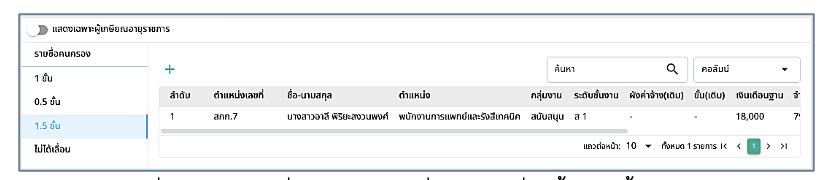 แสดงเฉพาะผู้เกษียณอายุราชการ
รายชื่อคนครอง
1 ขั้น
0.5 ขั้น
1.5 ขั้น
ไม่ได้เลื่อน
+
ค้นหา คอลัมน์
ลำดับ ตำแหน่งเลขที่ ชื่อ-นามสกุล ตำแหน่ง กลุ่มงาน ระดับชั้นงาน ผังค่าจ้าง(เดิม) ขั้น(เดิม) เงินเดือนฐาน
1 สกก.7 นางสาวอาลี พิริยะสงวนพงศ์ พนักงานการแพทย์และรังสีเทคนิค สนับสนุน ส 1 - - 18,000
แถวต่อหน้า: 10 ทั้งหมด 1 รายการ 1